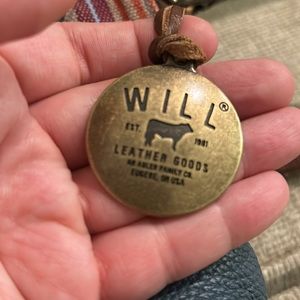 WILL®
EST. 1981
LEATHER GOODS
AN ADLER FAMILY CO.
EUGENE, OR USA